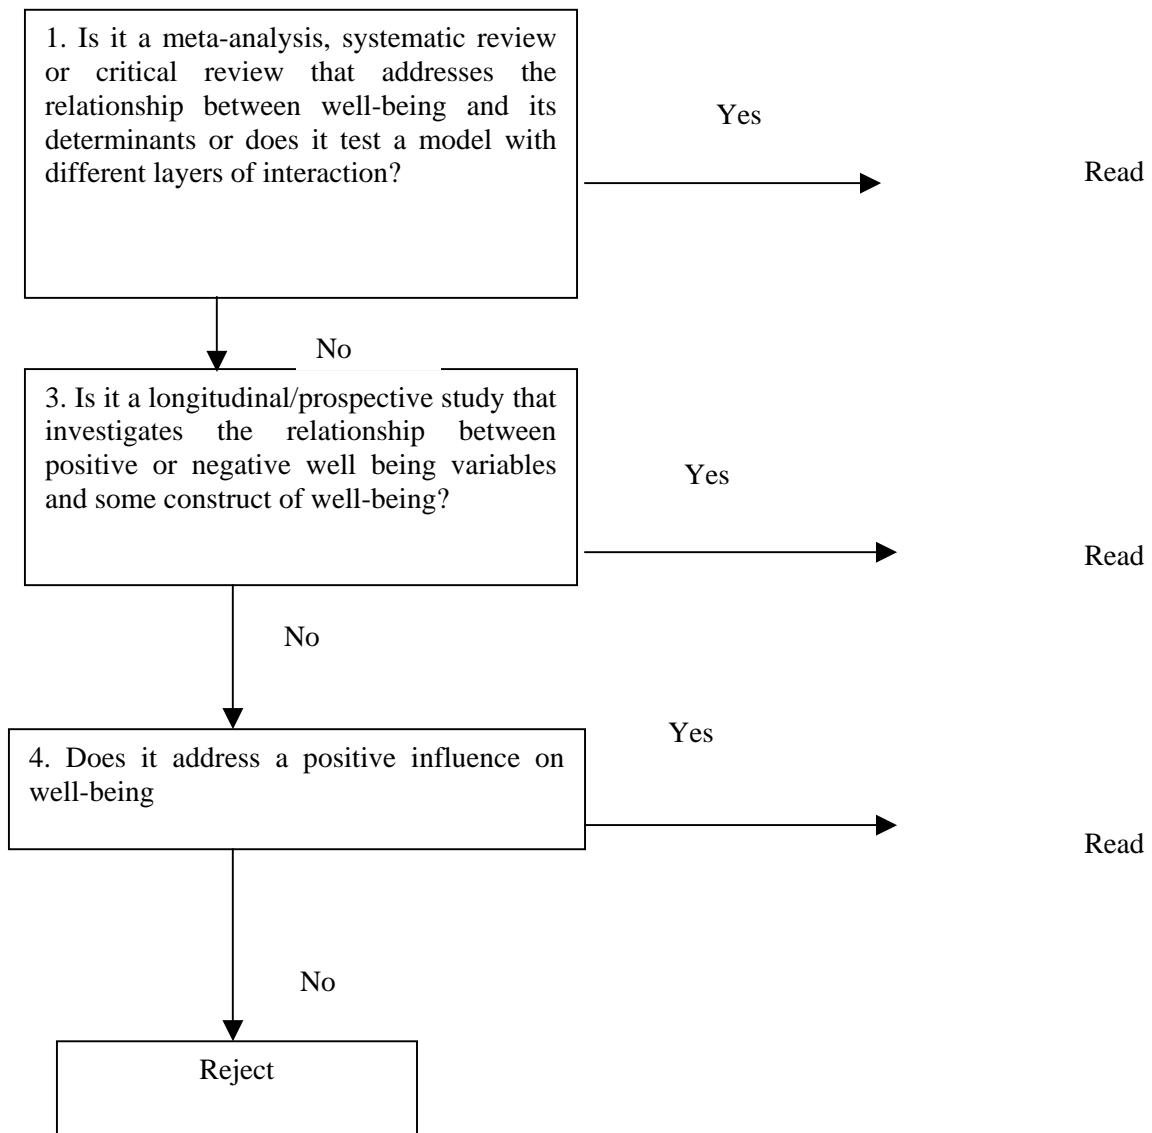 1. Is it a meta-analysis, systematic review
or critical review that addresses the
relationship between well-being and its
determinants or does it test a model with
different layers of interaction?
Yes
Read
No
3. Is it a longitudinal/prospective study that
investigates the relationship between
positive or negative well being variables
and some construct of well-being?
Yes
Read
No
4. Does it address a positive influence on
well-being
Yes
Read
No
Reject